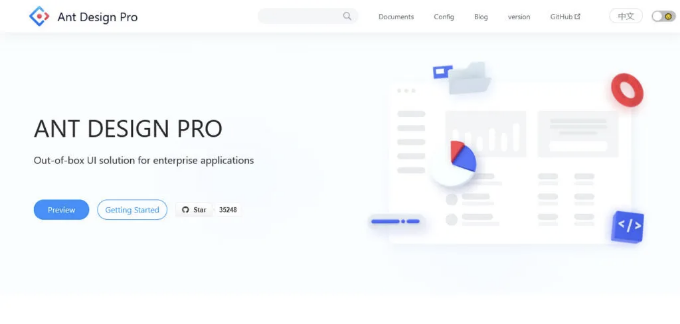 Ant Design Pro
Documents Config Blog version GitHub 中文
ANT DESIGN PRO
Out-of-box UI solution for enterprise applications
Preview Getting Started Star 35248
</>